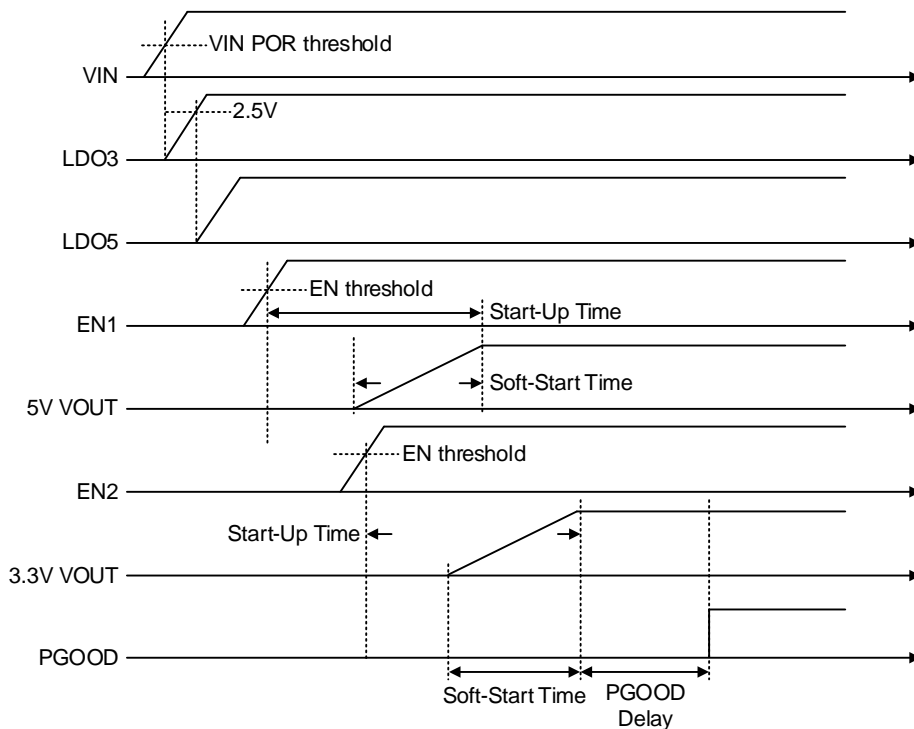 VIN POR threshold
VIN
2.5V
LDO3
LDO5
EN threshold
Start-Up Time
EN1
Soft-Start Time
5V VOUT
EN threshold
EN2
Start-Up Time
3.3V VOUT
PGOOD
Soft-Start Time
PGOOD
Delay